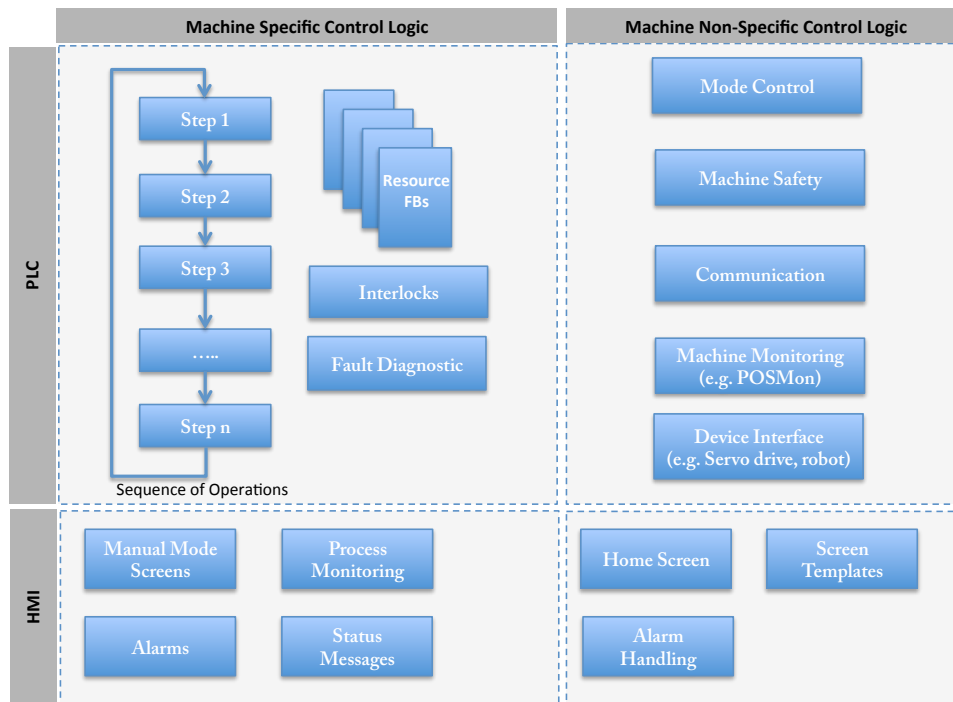 Machine Specific Control Logic
Machine Non-Specific Control Logic
PLC
Step 1
Step 2
Step 3
…..
Step n
Sequence of Operations
Resource
FBs
Interlocks
Fault Diagnostic
Mode Control
Machine Safety
Communication
Machine Monitoring
(e.g. POSMon)
Device Interface
(e.g. Servo drive, robot)
HMI
Manual Mode
Screens
Process
Monitoring
Alarms
Status
Messages
Home Screen
Screen
Templates
Alarm
Handling